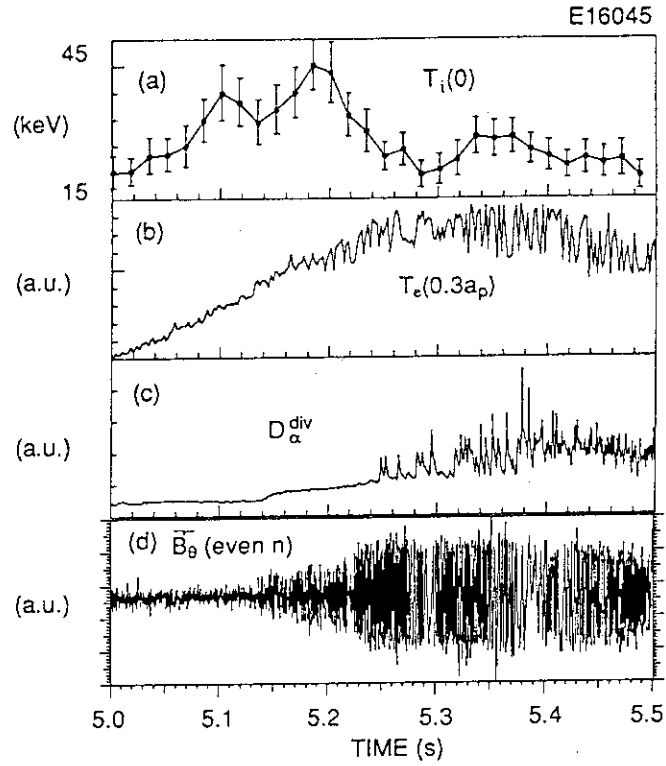 E16045
45
(a)
T_i(0)
(keV)
15
(b)
(a.u.)
T_e(0.3a_p)
(c)
D_α^div
(a.u.)
(d) B̃_θ (even n)
(a.u.)
5.0 5.1 5.2 5.3 5.4 5.5
TIME (s)